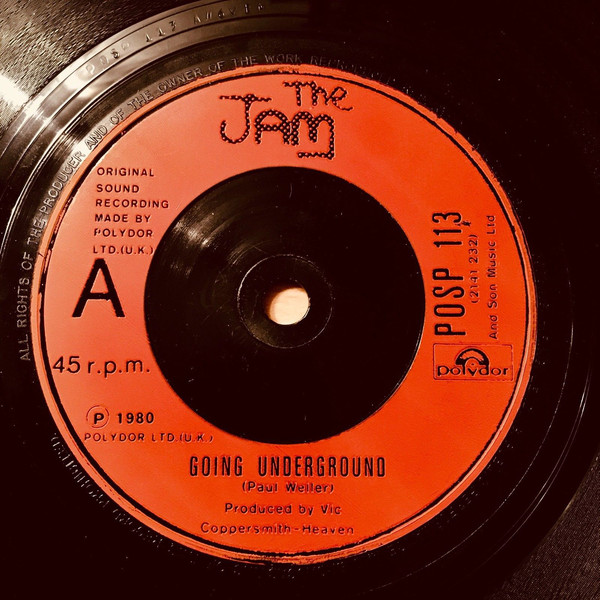 The
JAM
ORIGINAL
SOUND
RECORDING
MADE BY
POLYDOR
LTD.(U.K.)
A
45 r.p.m.
℗ 1980
POLYDOR LTD.(U.K.)
POSP 113
(2141 232)
And Son Music Ltd
polydor
GOING UNDERGROUND
(Paul Weller)
Produced by Vic
Coppersmith-Heaven
ALL RIGHTS OF THE PRODUCER AND OF THE OWNER OF THE WORK